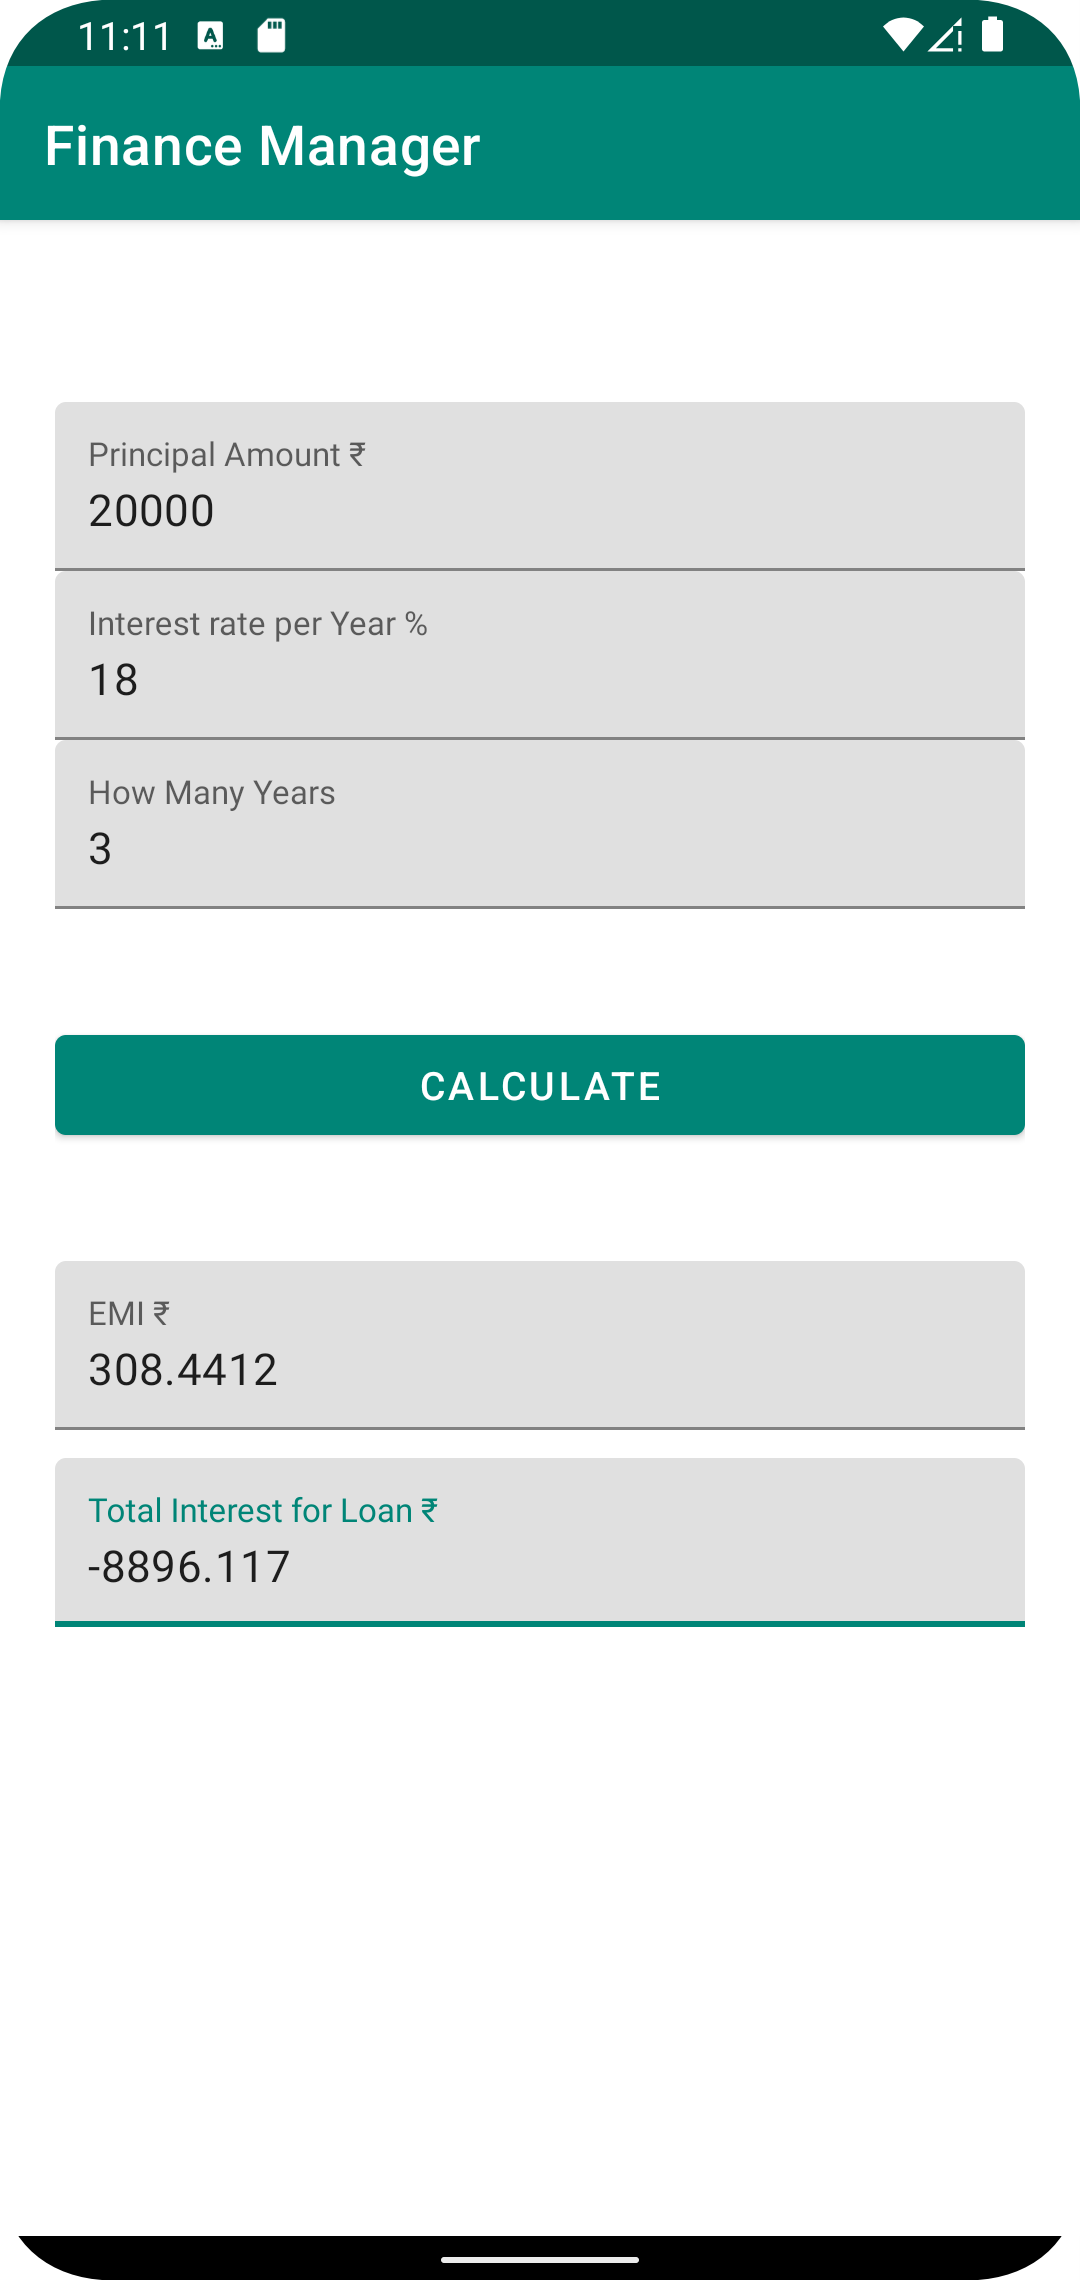 11:11
Finance Manager
Principal Amount ₹
20000
Interest rate per Year %
18
How Many Years
3
CALCULATE
EMI ₹
308.4412
Total Interest for Loan ₹
-8896.117